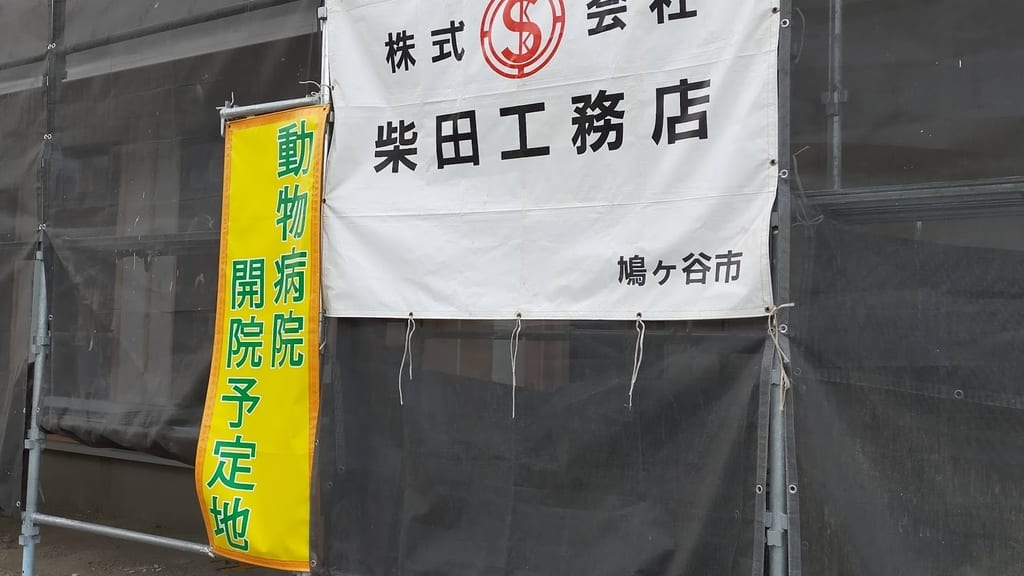 株式 会社
柴田工務店
鳩ヶ谷市
動物病院
開院予定地